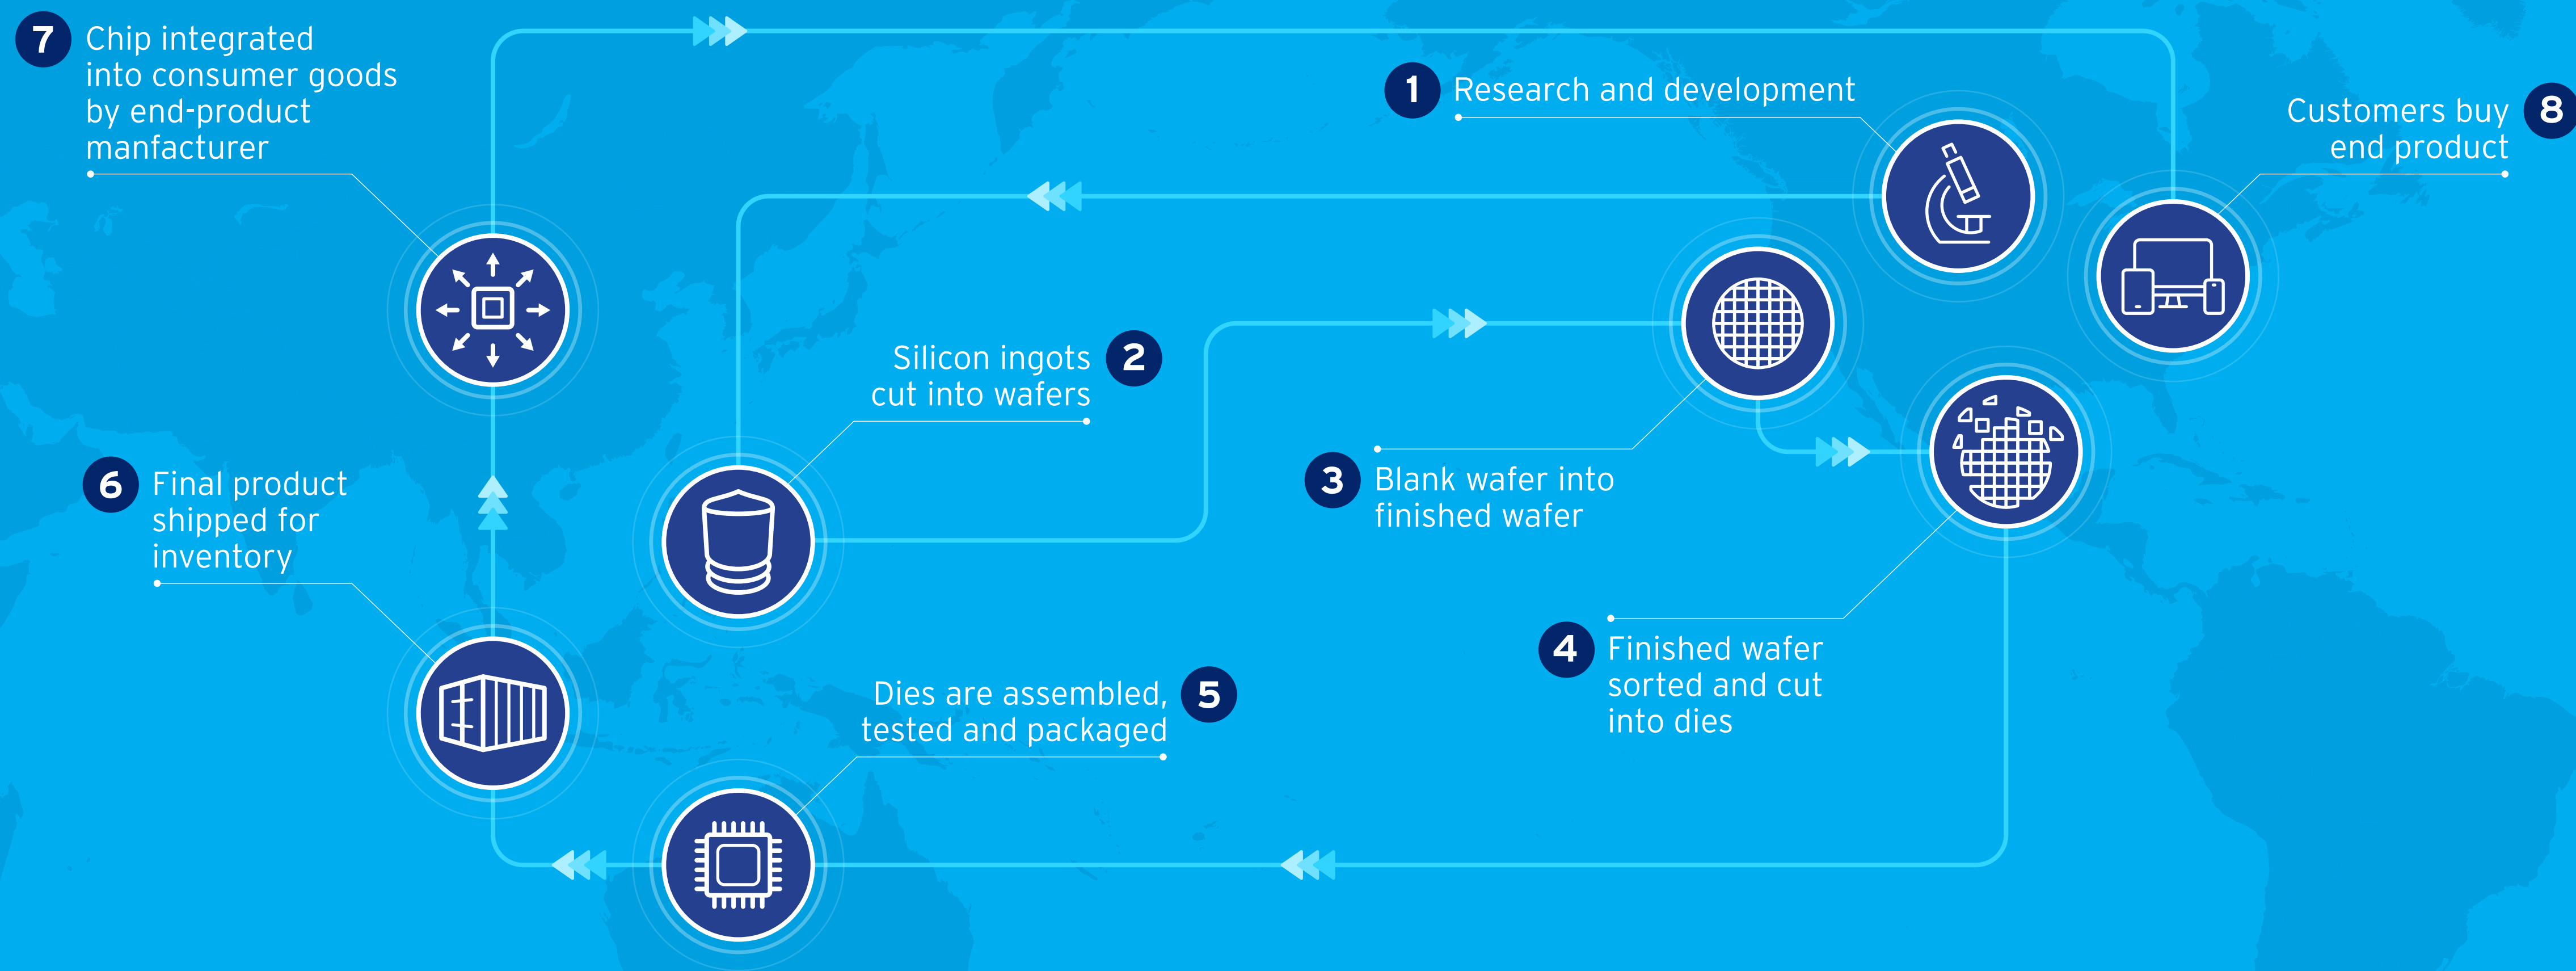 1
Research and development
2
Silicon ingots
cut into wafers
3
Blank wafer into
finished wafer
4
Finished wafer
sorted and cut
into dies
5
Dies are assembled,
tested and packaged
6
Final product
shipped for
inventory
7
Chip integrated
into consumer goods
by end-product
manfacturer
8
Customers buy
end product